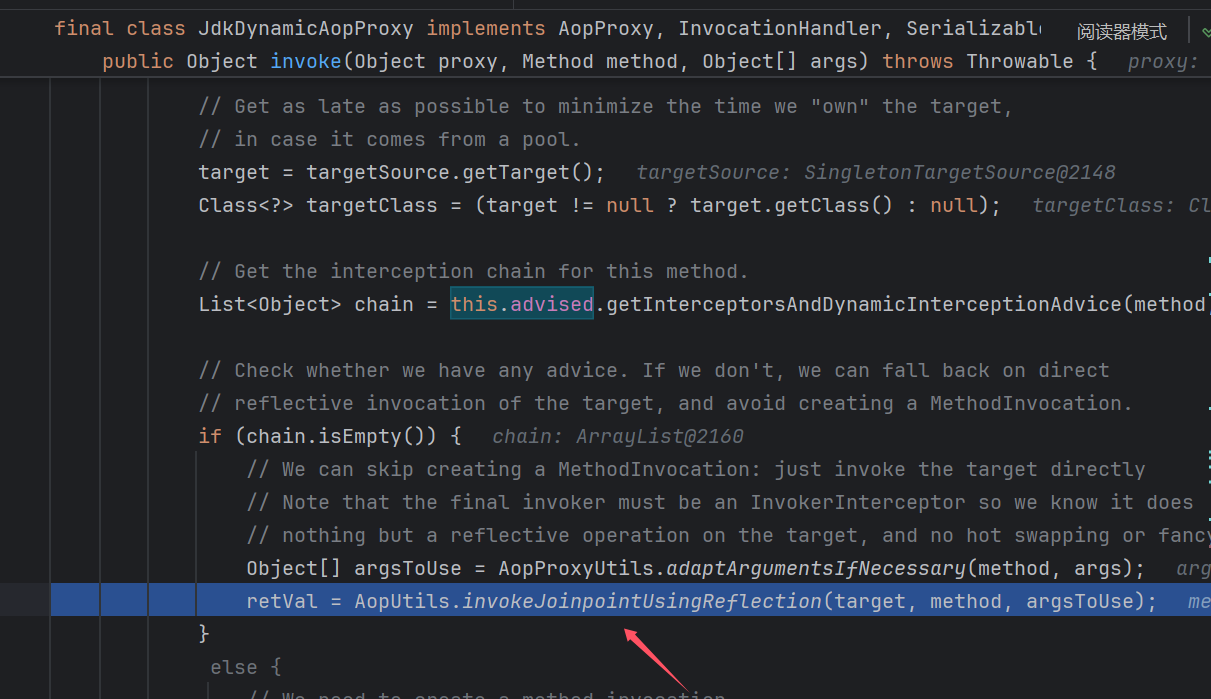 final class JdkDynamicAopProxy implements AopProxy, InvocationHandler, Serializable 阅读器模式
public Object invoke(Object proxy, Method method, Object[] args) throws Throwable { proxy:
// Get as late as possible to minimize the time we "own" the target,
// in case it comes from a pool.
target = targetSource.getTarget(); targetSource: SingletonTargetSource@2148
Class<?> targetClass = (target != null ? target.getClass() : null); targetClass: Cl
// Get the interception chain for this method.
List<Object> chain = this.advised.getInterceptorsAndDynamicInterceptionAdvice(method,
// Check whether we have any advice. If we don't, we can fall back on direct
// reflective invocation of the target, and avoid creating a MethodInvocation.
if (chain.isEmpty()) { chain: ArrayList@2160
// We can skip creating a MethodInvocation: just invoke the target directly
// Note that the final invoker must be an InvokerInterceptor so we know it does
// nothing but a reflective operation on the target, and no hot swapping or fancy
Object[] argsToUse = AopProxyUtils.adaptArgumentsIfNecessary(method, args); arg
retVal = AopUtils.invokeJoinpointUsingReflection(target, method, argsToUse); me
}
else {
// We need to create a method invocation